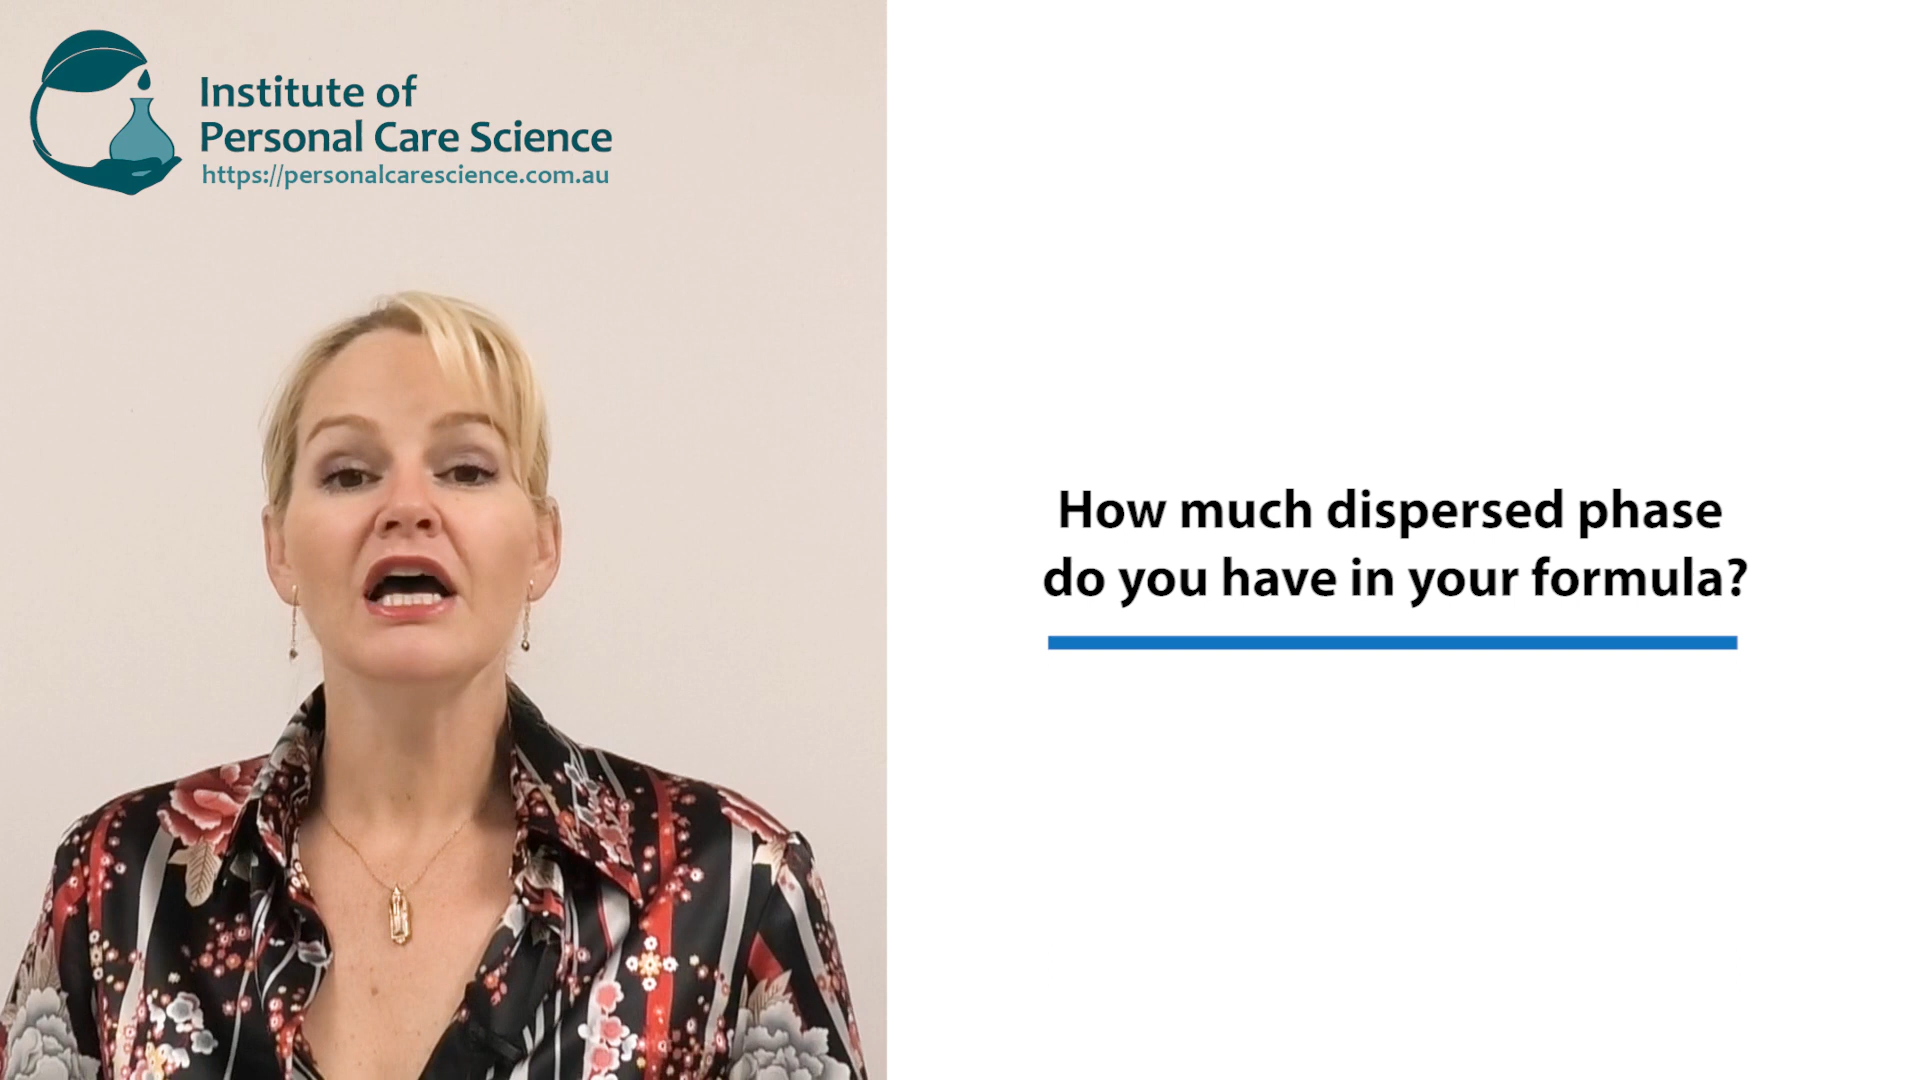 Institute of
Personal Care Science
https://personalcarescience.com.au
How much dispersed phase
do you have in your formula?